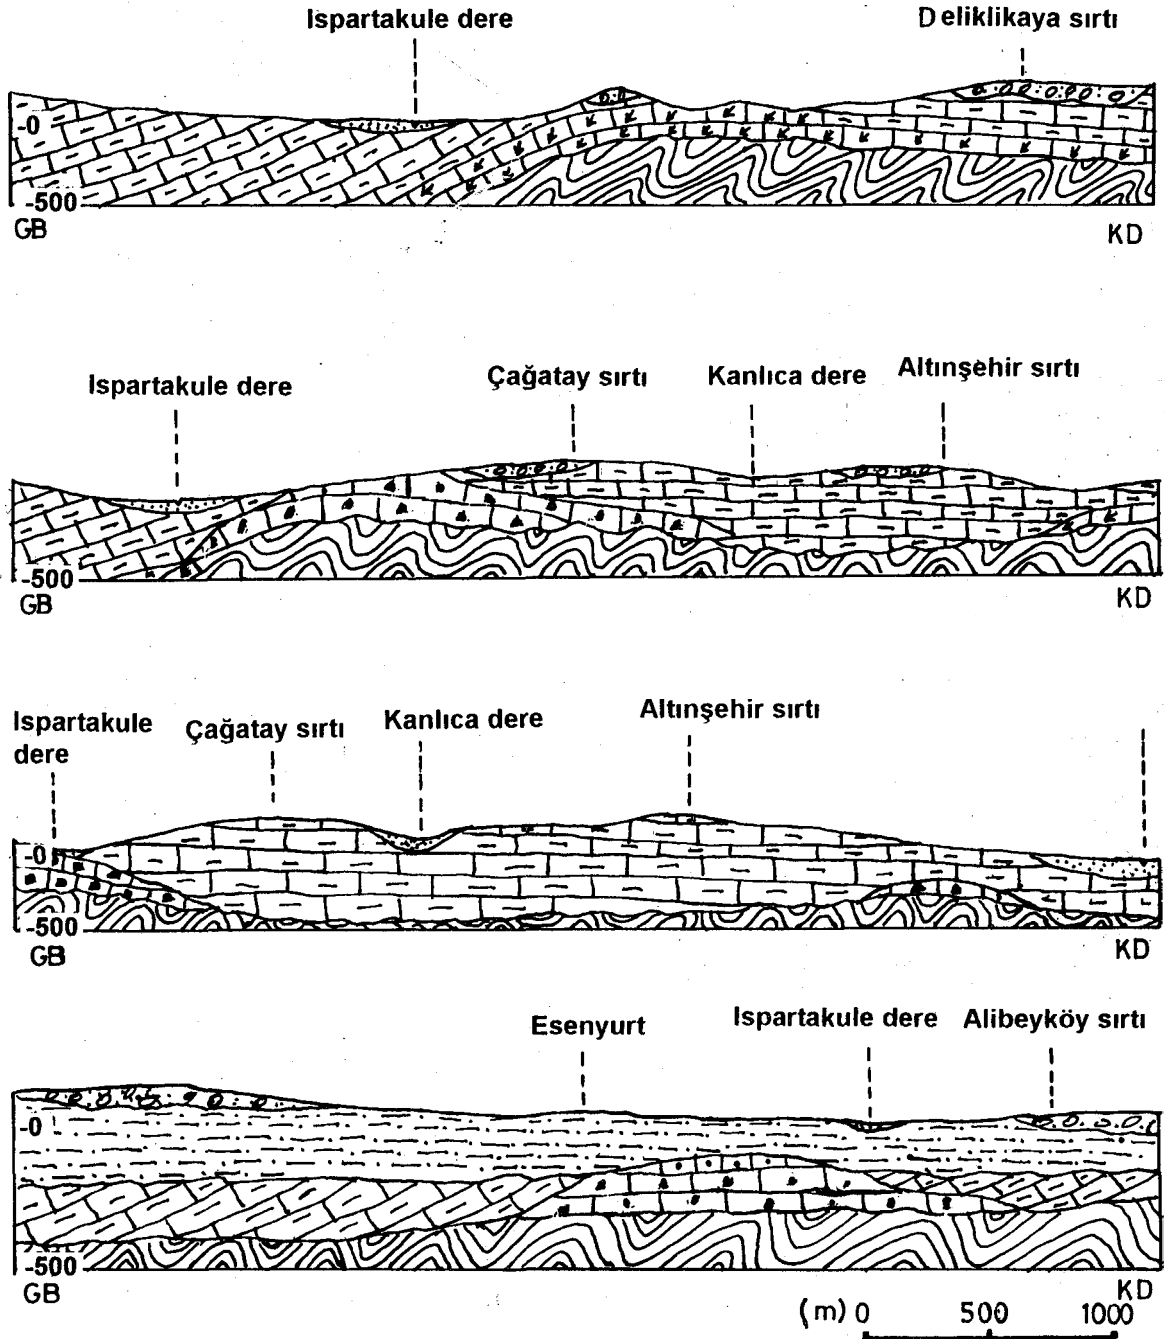 Ispartakule dere
Deliklikaya sırtı
-0
-500
GB
KD
Ispartakule dere
Çağatay sırtı
Kanlıca dere
Altınşehir sırtı
-500
GB
KD
Ispartakule
dere
Çağatay sırtı
Kanlıca dere
Altınşehir sırtı
-0
-500
GB
KD
Esenyurt
Ispartakule dere
Alibeyköy sırtı
-0
-500
GB
KD
(m) 0 500 1000